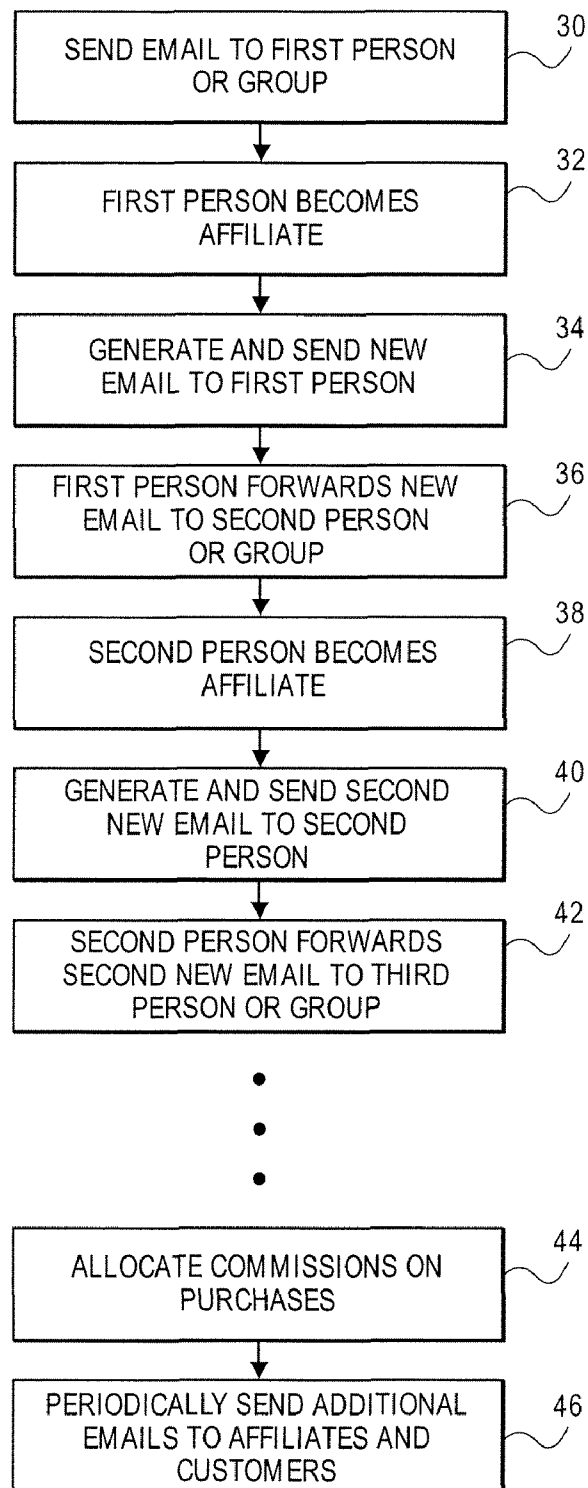 30
SEND EMAIL TO FIRST PERSON
OR GROUP
32
FIRST PERSON BECOMES
AFFILIATE
34
GENERATE AND SEND NEW
EMAIL TO FIRST PERSON
36
FIRST PERSON FORWARDS NEW
EMAIL TO SECOND PERSON
OR GROUP
38
SECOND PERSON BECOMES
AFFILIATE
40
GENERATE AND SEND SECOND
NEW EMAIL TO SECOND
PERSON
42
SECOND PERSON FORWARDS
SECOND NEW EMAIL TO THIRD
PERSON OR GROUP
44
ALLOCATE COMMISSIONS ON
PURCHASES
46
PERIODICALLY SEND ADDITIONAL
EMAILS TO AFFILIATES AND
CUSTOMERS